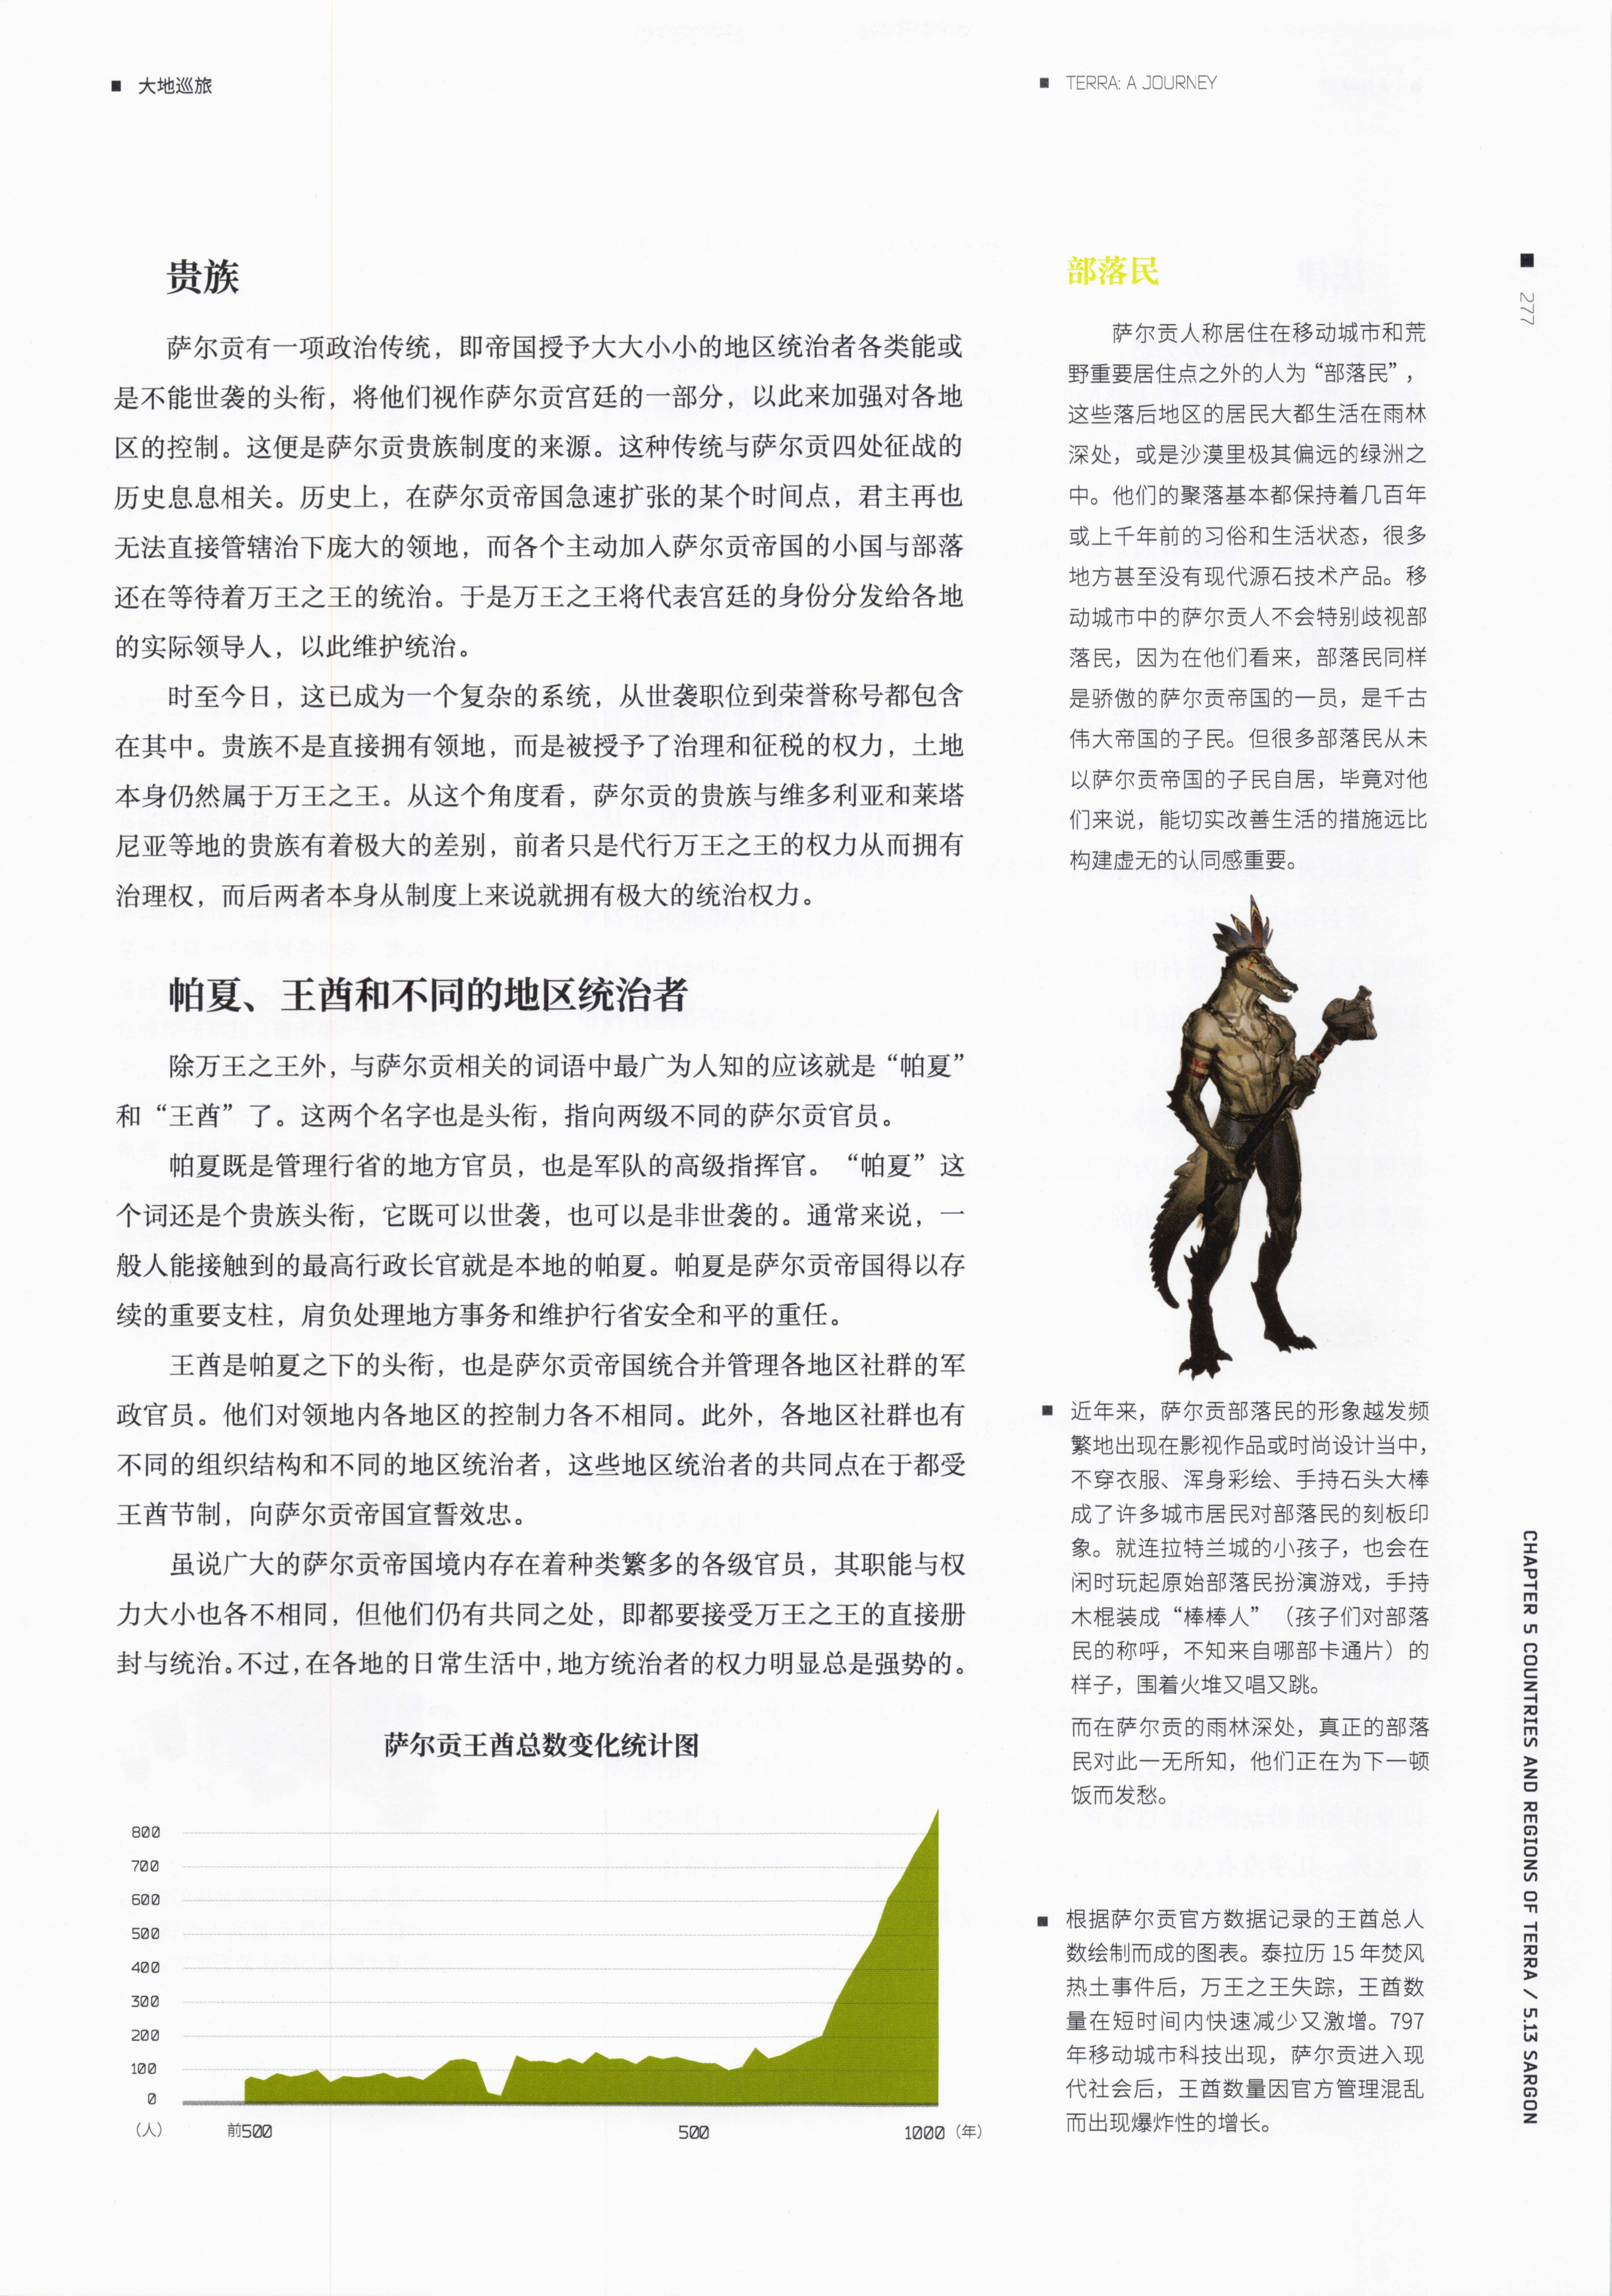 大地巡旅
TERRA: A JOURNEY
贵族
萨尔贡有一项政治传统，即帝国授予大大小小的地区统治者各类能或
是不能世袭的头衔，将他们视作萨尔贡宫廷的一部分，以此来加强对各地
区的控制。这便是萨尔贡贵族制度的来源。这种传统与萨尔贡四处征战的
历史息息相关。历史上，在萨尔贡帝国急速扩张的某个时间点，君主再也
无法直接管辖治下庞大的领地，而各个主动加入萨尔贡帝国的小国与部落
还在等待着万王之王的统治。于是万王之王将代表宫廷的身份分发给各地
的实际领导人，以此维护统治。
时至今日，这已成为一个复杂的系统，从世袭职位到荣誉称号都包含
在其中。贵族不是直接拥有领地，而是被授予了治理和征税的权力，土地
本身仍然属于万王之王。从这个角度看，萨尔贡的贵族与维多利亚和莱塔
尼亚等地的贵族有着极大的差别，前者只是代行万王之王的权力从而拥有
治理权，而后两者本身从制度上来说就拥有极大的统治权力。
帕夏、王酋和不同的地区统治者
除万王之王外，与萨尔贡相关的词语中最广为人知的应该就是“帕夏”
和“王酋”了。这两个名字也是头衔，指向两级不同的萨尔贡官员。
帕夏既是管理行省的地方官员，也是军队的高级指挥官。“帕夏”这
个词还是个贵族头衔，它既可以世袭，也可以是非世袭的。通常来说，一
般人能接触到的最高行政长官就是本地的帕夏。帕夏是萨尔贡帝国得以存
续的重要支柱，肩负处理地方事务和维护行省安全和平的重任。
王酋是帕夏之下的头衔，也是萨尔贡帝国统合并管理各地区社群的军
政官员。他们对领地内各地区的控制力各不相同。此外，各地区社群也有
不同的组织结构和不同的地区统治者，这些地区统治者的共同点在于都受
王酋节制，向萨尔贡帝国宣誓效忠。
虽说广大的萨尔贡帝国境内存在着种类繁多的各级官员，其职能与权
力大小也各不相同，但他们仍有共同之处，即都要接受万王之王的直接册
封与统治。不过，在各地的日常生活中，地方统治者的权力明显总是强势的。
萨尔贡王酋总数变化统计图
800
700
600
500
400
300
200
100
0
（人）
前500
500
1000（年）
部落民
萨尔贡人称居住在移动城市和荒
野重要居住点之外的人为“部落民”，
这些落后地区的居民大都生活在雨林
深处，或是沙漠里极其偏远的绿洲之
中。他们的聚落基本都保持着几百年
或上千年前的习俗和生活状态，很多
地方甚至没有现代源石技术产品。移
动城市中的萨尔贡人不会特别歧视部
落民，因为在他们看来，部落民同样
是骄傲的萨尔贡帝国的一员，是千古
伟大帝国的子民。但很多部落民从未
以萨尔贡帝国的子民自居，毕竟对他
们来说，能切实改善生活的措施远比
构建虚无的认同感重要。
近年来，萨尔贡部落民的形象越发频
繁地出现在影视作品或时尚设计当中，
不穿衣服、浑身彩绘、手持石头大棒
成了许多城市居民对部落民的刻板印
象。就连拉特兰城的小孩子，也会在
闲时玩起原始部落民扮演游戏，手持
木棍装成“棒棒人”（孩子们对部落
民的称呼，不知来自哪部卡通片）的
样子，围着火堆又唱又跳。
而在萨尔贡的雨林深处，真正的部落
民对此一无所知，他们正在为下一顿
饭而发愁。
根据萨尔贡官方数据记录的王酋总人
数绘制而成的图表。泰拉历 15 年焚风
热土事件后，万王之王失踪，王酋数
量在短时间内快速减少又激增。797
年移动城市科技出现，萨尔贡进入现
代社会后，王酋数量因官方管理混乱
而出现爆炸性的增长。
277
CHAPTER 5 COUNTRIES AND REGIONS OF TERRA / 5.13 SARGON